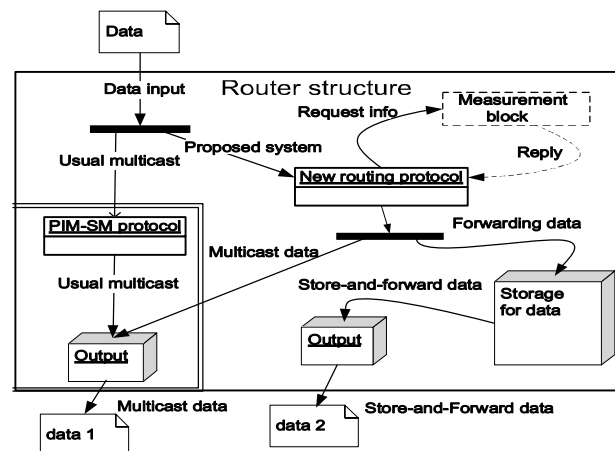 Data
Data input
Router structure
Request info
Measurement
block
Usual multicast
Proposed system
Reply
New routing protocol
PIM-SM protocol
Forwarding data
Multicast data
Usual multicast
Store-and-forward data
Storage
for data
Output
Output
Multicast data
Store-and-Forward data
data 1
data 2